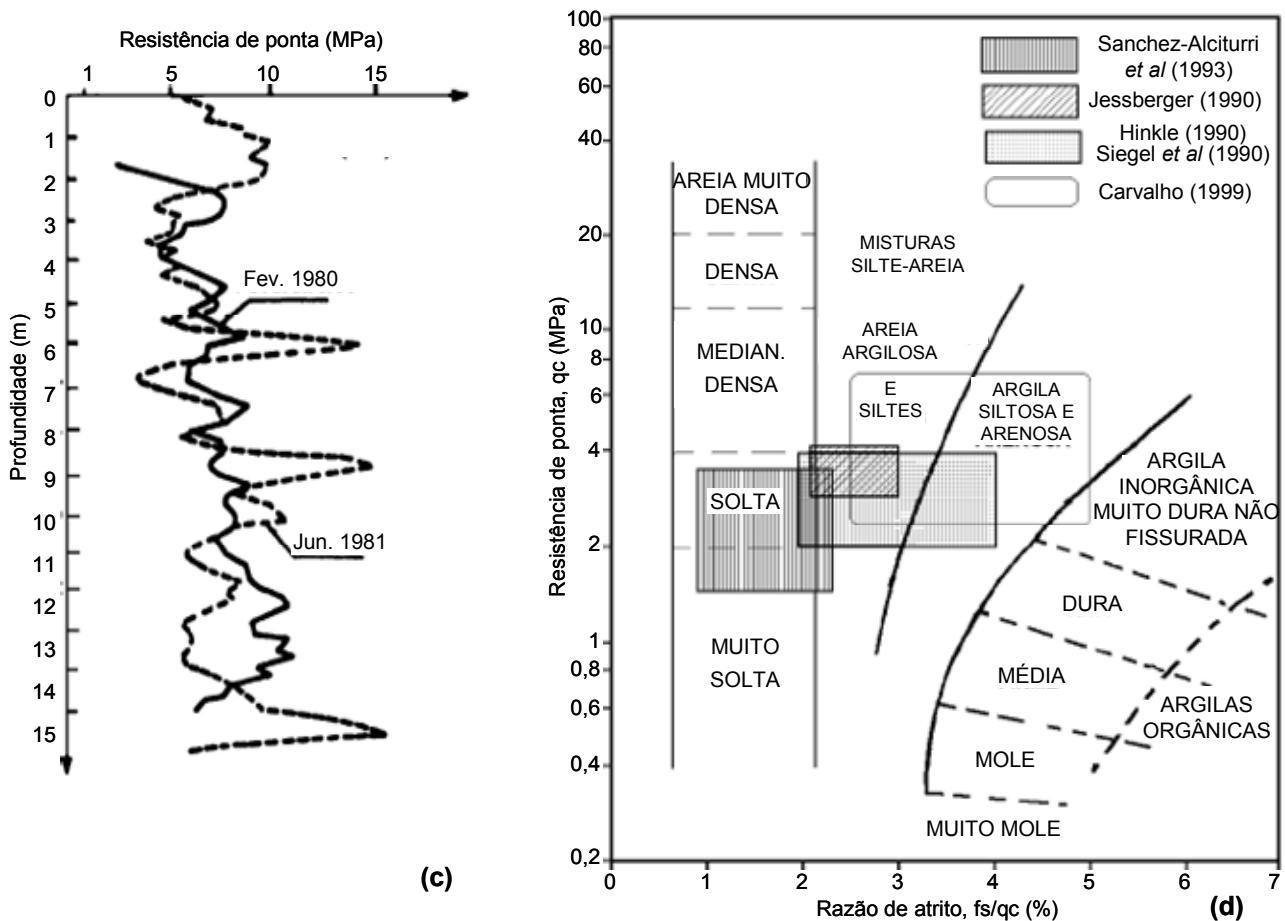 Resistência de ponta (MPa)
1 5 10 15
0
1
2
3
4
5
6
7
8
9
10
11
12
13
14
15
Profundidade (m)
Fev. 1980
Jun. 1981
(c)
100
80
60
40
20
10
8
6
4
2
1
0,8
0,6
0,4
0,2
Resistência de ponta, qc (MPa)
Sanchez-Alciturri
et al (1993)
Jessberger (1990)
Hinkle (1990)
Siegel et al (1990)
Carvalho (1999)
AREIA MUITO
DENSA
DENSA
MEDIAN.
DENSA
SOLTA
MUITO
SOLTA
MISTURAS
SILTE-AREIA
AREIA
ARGILOSA
E
SILTES
ARGILA
SILTOSA E
ARENOSA
ARGILA
INORGÂNICA
MUITO DURA NÃO
FISSURADA
DURA
MÉDIA
MOLE
MUITO MOLE
ARGILAS
ORGÂNICAS
0 1 2 3 4 5 6 7
Razão de atrito, fs/qc (%)
(d)